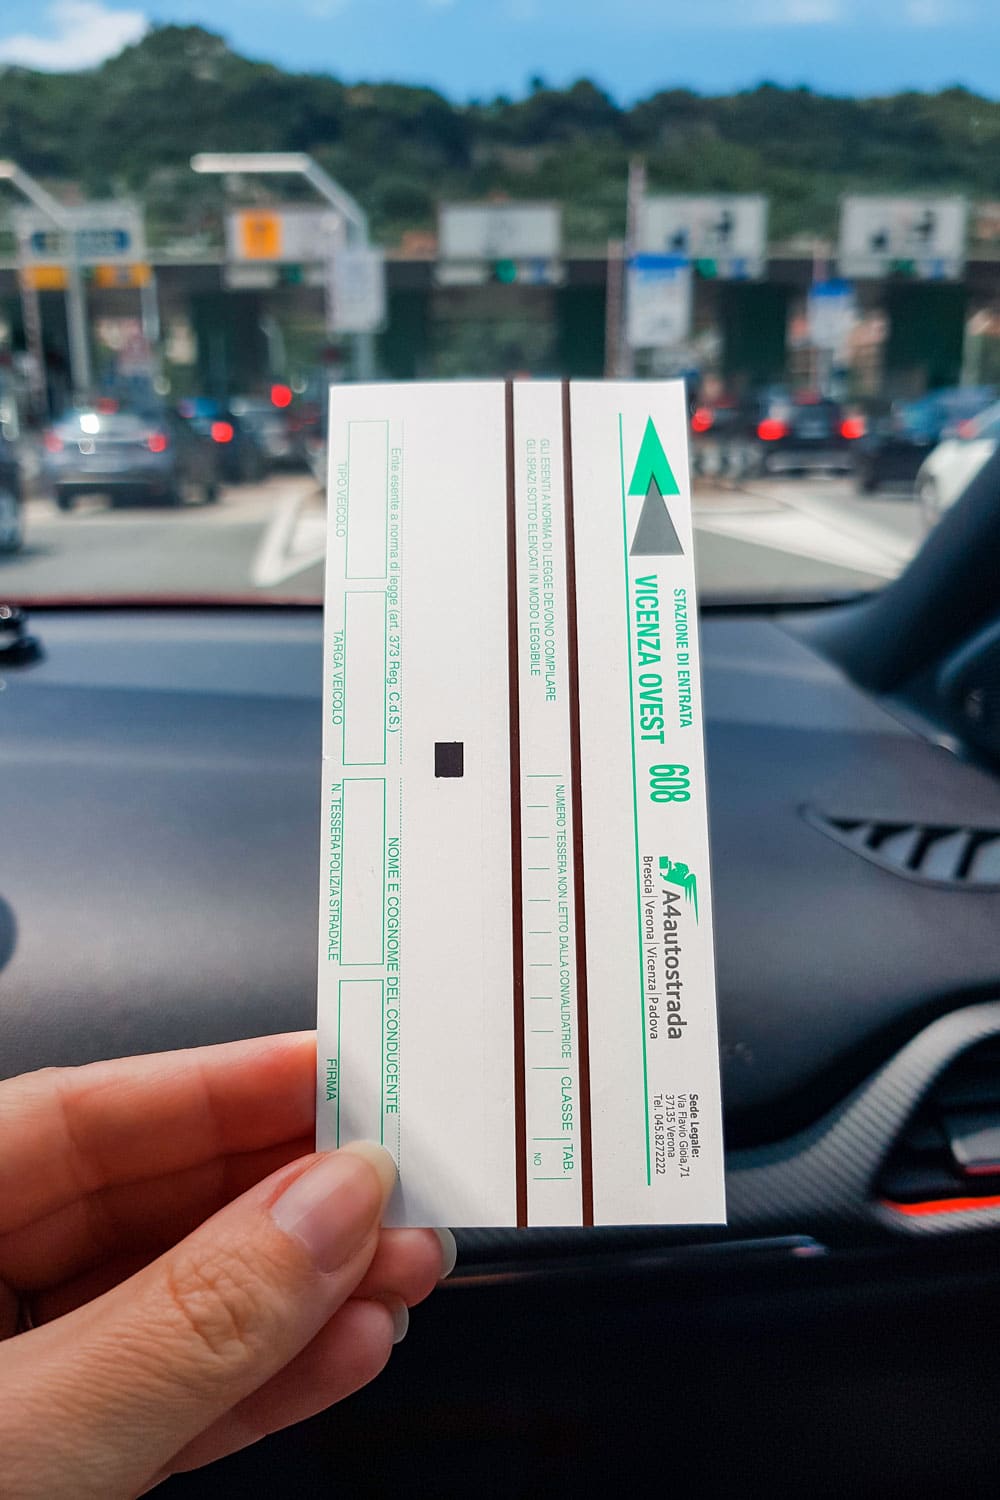 STAZIONE DI ENTRATA
VICENZA OVEST 608
A4autostrada
Brescia|Verona|Vicenza|Padova
Sede Legale:
Via Flavio Gioia,71
37135 Verona
Tel. 045.8272222
GLI ESENTI A NORMA DI LEGGE DEVONO COMPILARE
GLI SPAZI SOTTO ELENCATI IN MODO LEGGIBILE
NUMERO TESSERA NON LETTO DALLA CONVALIDATRICE
CLASSE
TAB.
NO
Ente esente a norma di legge (art. 373 Reg. C.d.S.)
NOME E COGNOME DEL CONDUCENTE
TIPO VEICOLO
TARGA VEICOLO
N. TESSERA POLIZIA STRADALE
FIRMA